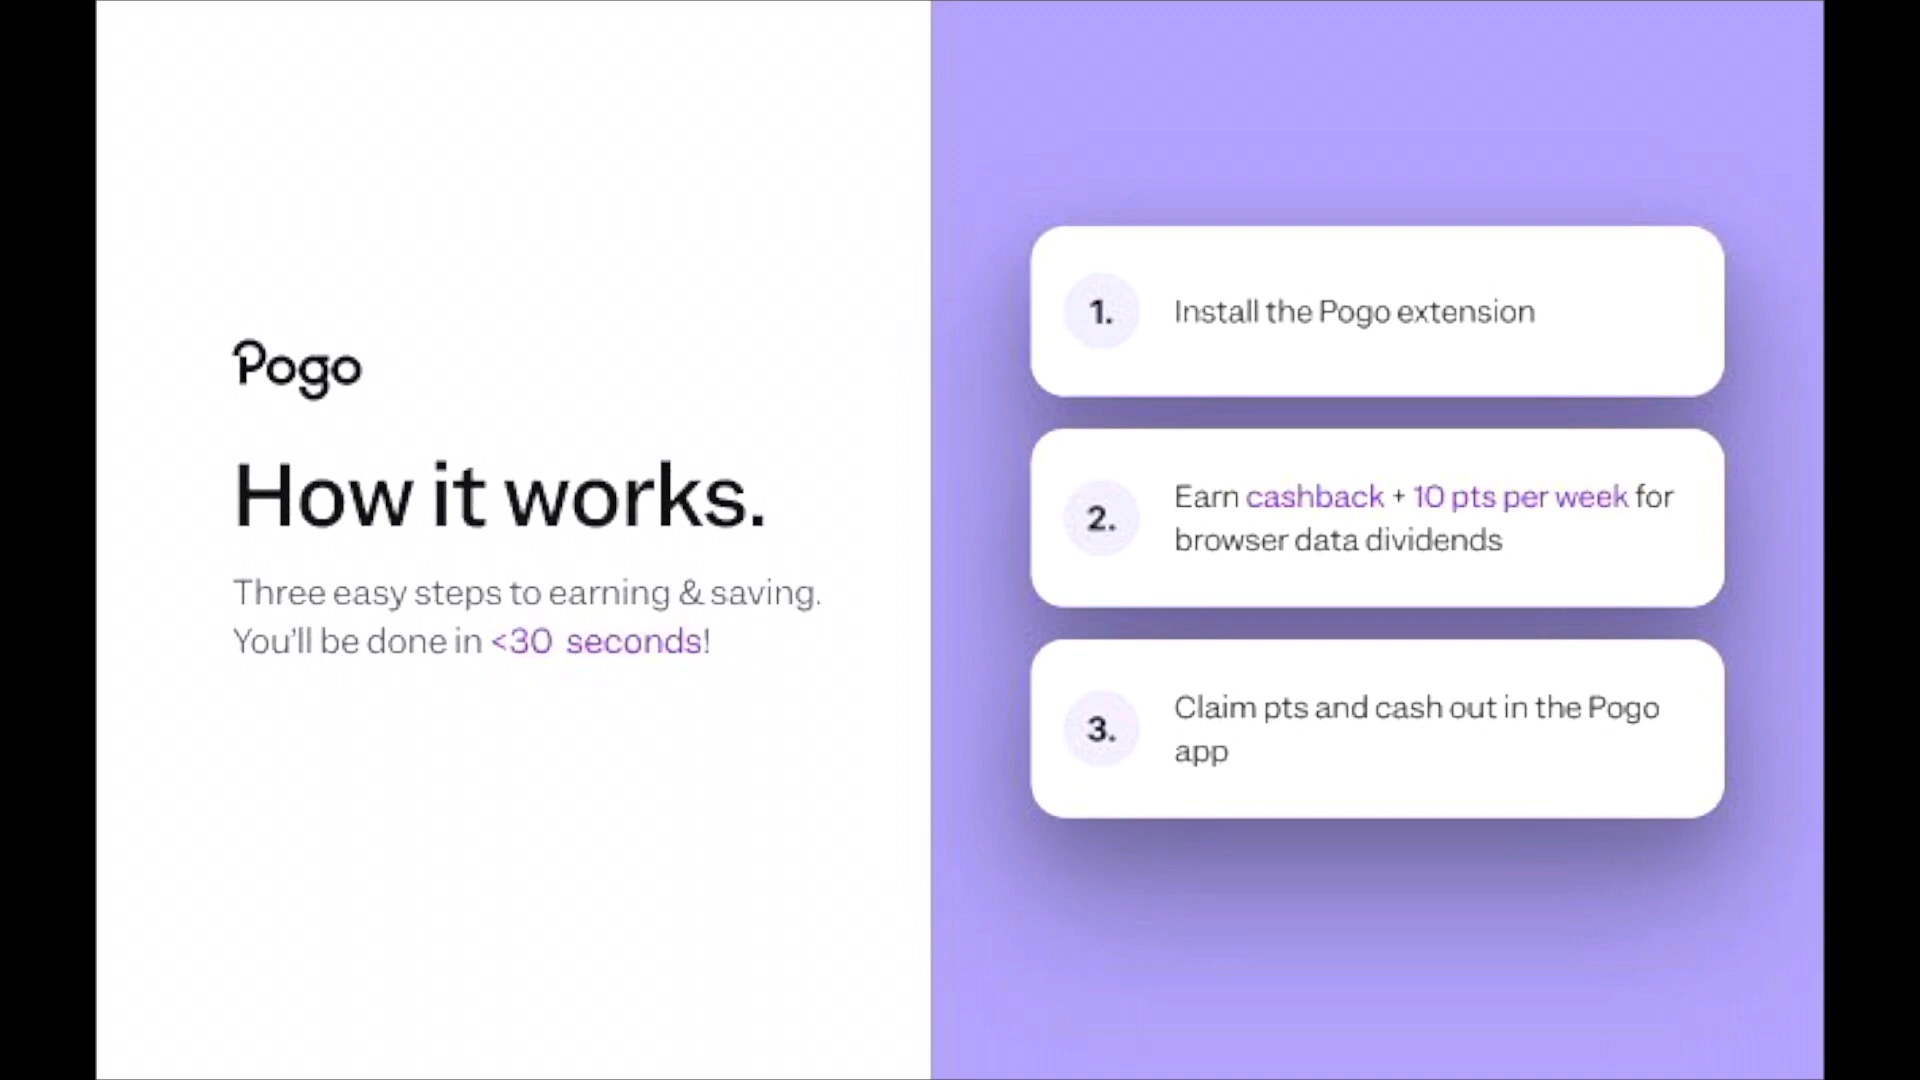 Pogo
How it works.
Three easy steps to earning & saving.
You'll be done in <30 seconds!
1.
Install the Pogo extension
2.
Earn cashback + 10 pts per week for
browser data dividends
3.
Claim pts and cash out in the Pogo
app